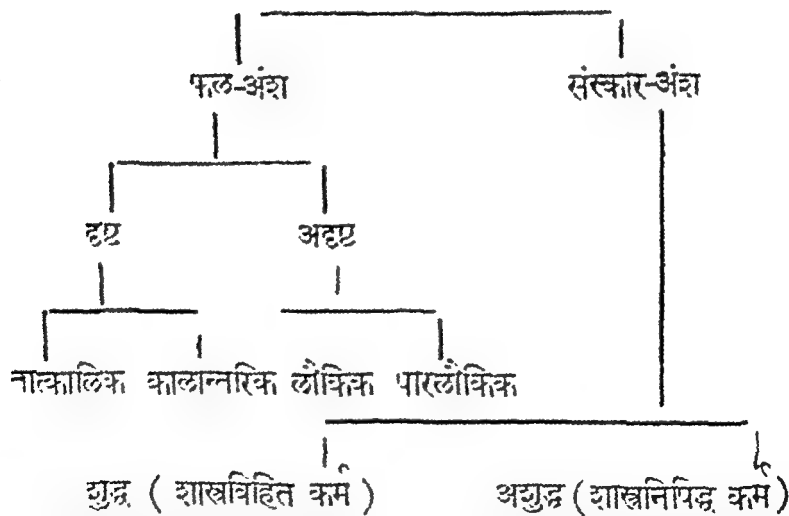 फल-अंश संस्कार-अंश
दृष्ट अदृष्ट
तात्कालिक कालान्तरिक लौकिक पारलौकिक
शुद्ध ( शास्त्रविहित कर्म ) अशुद्ध (शास्त्रनिषिद्ध कर्म )